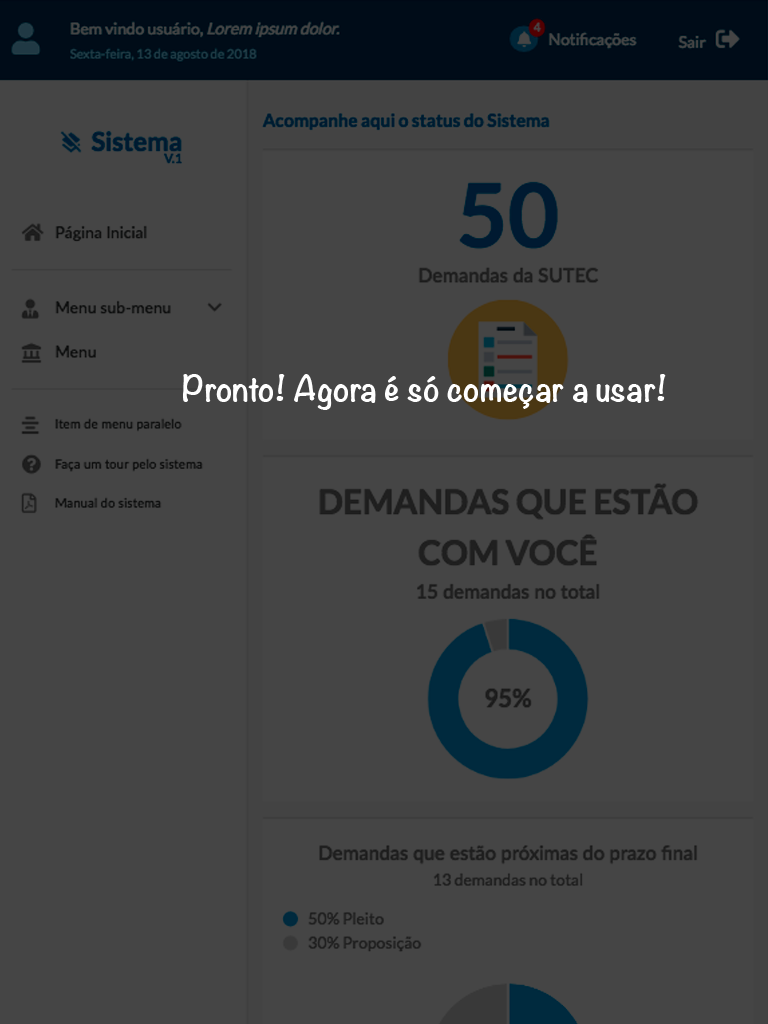 Bem vindo usuário, Lorem ipsum dolor.
Sexta-feira, 13 de agosto de 2018
4
Notificações
Sair
Sistema
V.1
Página Inicial
Menu sub-menu
Menu
Item de menu paralelo
Faça um tour pelo sistema
Manual do sistema
Acompanhe aqui o status do Sistema
50
Demandas da SUTEC
Pronto! Agora é só começar a usar!
DEMANDAS QUE ESTÃO
COM VOCÊ
15 demandas no total
95%
Demandas que estão próximas do prazo final
13 demandas no total
50% Pleito
30% Proposição